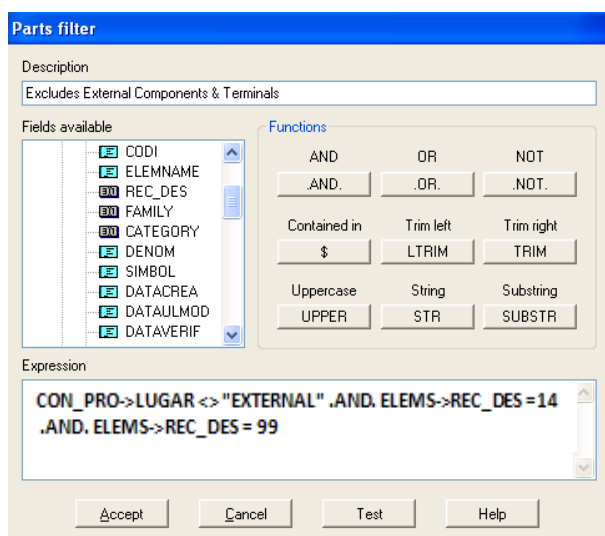 Parts filter
Description
Excludes External Components & Terminals
Fields available
CODI
ELEMNAME
REC_DES
FAMILY
CATEGORY
DENOM
SIMBOL
DATACREA
DATAULMOD
DATAVERIF
Functions
AND OR NOT
.AND. .OR. .NOT.
Contained in Trim left Trim right
$ LTRIM TRIM
Uppercase String Substring
UPPER STR SUBSTR
Expression
CON_PRO->LUGAR <> "EXTERNAL" .AND. ELEMS->REC_DES =14
.AND. ELEMS->REC_DES = 99
Accept Cancel Test Help